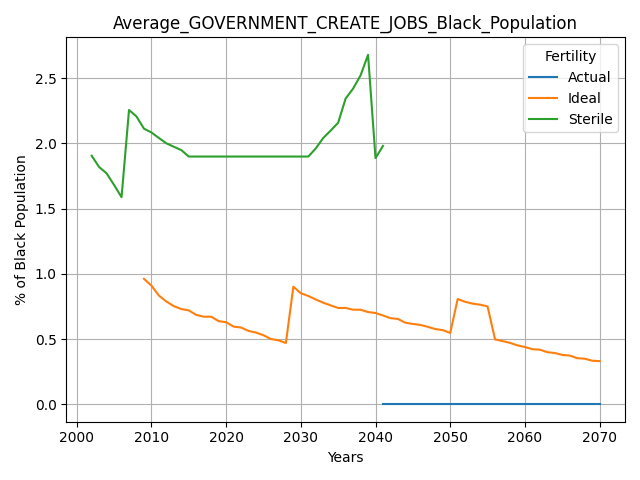 Average_GOVERNMENT_CREATE_JOBS_Black_Population
Fertility
Actual
Ideal
Sterile
% of Black Population
2.5
2.0
1.5
1.0
0.5
0.0
2000 2010 2020 2030 2040 2050 2060 2070
Years